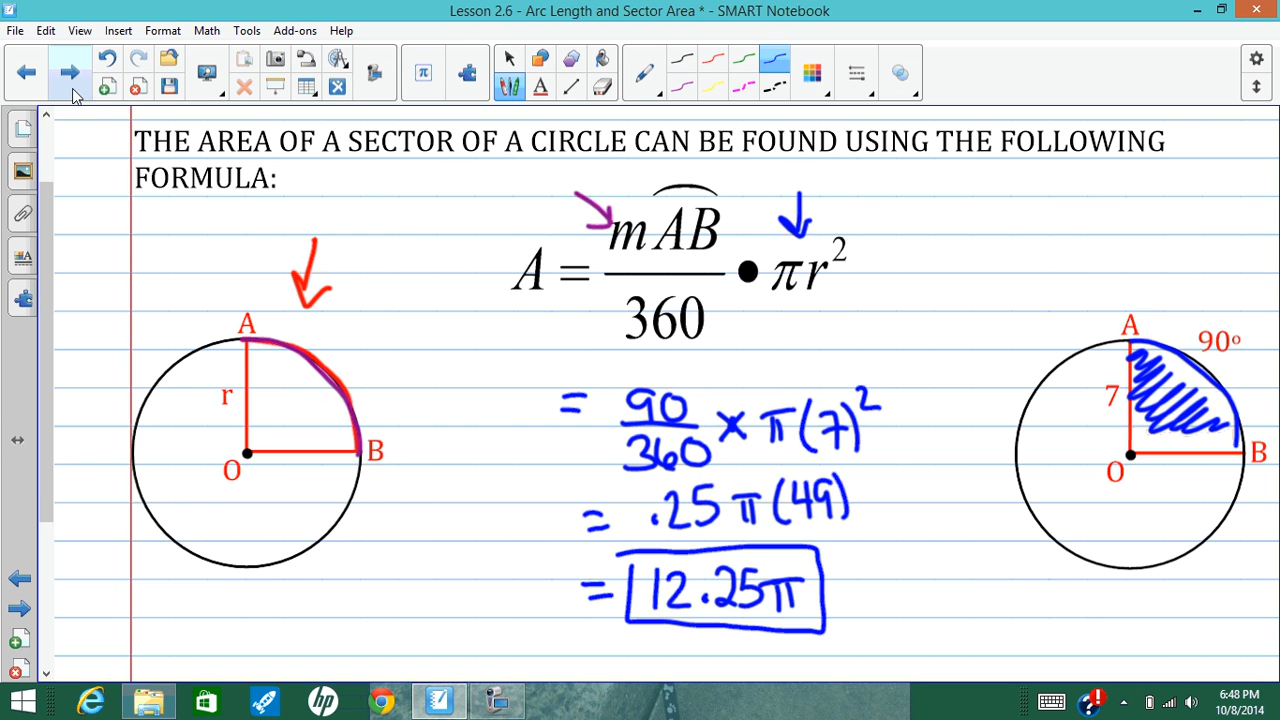 Lesson 2.6 - Arc Length and Sector Area * - SMART Notebook
File Edit View Insert Format Math Tools Add-ons Help
THE AREA OF A SECTOR OF A CIRCLE CAN BE FOUND USING THE FOLLOWING
FORMULA:
A = m AB / 360 • πr²
A
r
O
B
= 90/360 × π(7)²
= .25π(49)
= 12.25π
A
90°
7
O
B
6:48 PM
10/8/2014